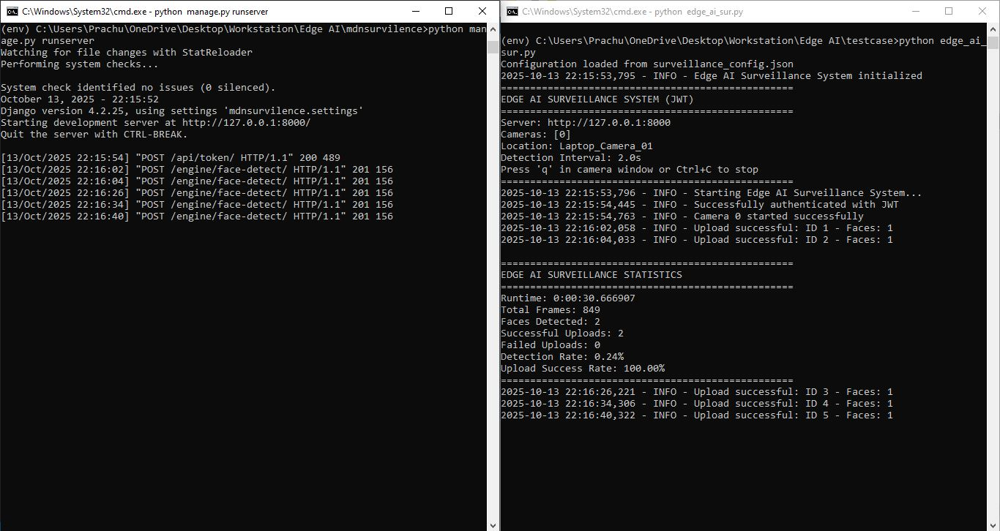 C:\Windows\System32\cmd.exe - python  manage.py runserver
(env) C:\Users\Prachu\OneDrive\Desktop\Workstation\Edge AI\mdnsurvilence>python man
age.py runserver
Watching for file changes with StatReloader
Performing system checks...
System check identified no issues (0 silenced).
October 13, 2025 - 22:15:52
Django version 4.2.25, using settings 'mdnsurvilence.settings'
Starting development server at http://127.0.0.1:8000/
Quit the server with CTRL-BREAK.
[13/Oct/2025 22:15:54] "POST /api/token/ HTTP/1.1" 200 489
[13/Oct/2025 22:16:02] "POST /engine/face-detect/ HTTP/1.1" 201 156
[13/Oct/2025 22:16:04] "POST /engine/face-detect/ HTTP/1.1" 201 156
[13/Oct/2025 22:16:26] "POST /engine/face-detect/ HTTP/1.1" 201 156
[13/Oct/2025 22:16:34] "POST /engine/face-detect/ HTTP/1.1" 201 156
[13/Oct/2025 22:16:40] "POST /engine/face-detect/ HTTP/1.1" 201 156
C:\Windows\System32\cmd.exe - python  edge_ai_sur.py
(env) C:\Users\Prachu\OneDrive\Desktop\Workstation\Edge AI\testcase>python edge_ai_
sur.py
Configuration loaded from surveillance_config.json
2025-10-13 22:15:53,795 - INFO - Edge AI Surveillance System initialized
==================================================
EDGE AI SURVEILLANCE SYSTEM (JWT)
==================================================
Server: http://127.0.0.1:8000
Cameras: [0]
Location: Laptop_Camera_01
Detection Interval: 2.0s
Press 'q' in camera window or Ctrl+C to stop
==================================================
2025-10-13 22:15:53,796 - INFO - Starting Edge AI Surveillance System...
2025-10-13 22:15:54,445 - INFO - Successfully authenticated with JWT
2025-10-13 22:15:54,763 - INFO - Camera 0 started successfully
2025-10-13 22:16:02,058 - INFO - Upload successful: ID 1 - Faces: 1
2025-10-13 22:16:04,033 - INFO - Upload successful: ID 2 - Faces: 1
==================================================
EDGE AI SURVEILLANCE STATISTICS
==================================================
Runtime: 0:00:30.666907
Total Frames: 849
Faces Detected: 2
Successful Uploads: 2
Failed Uploads: 0
Detection Rate: 0.24%
Upload Success Rate: 100.00%
==================================================
2025-10-13 22:16:26,221 - INFO - Upload successful: ID 3 - Faces: 1
2025-10-13 22:16:34,306 - INFO - Upload successful: ID 4 - Faces: 1
2025-10-13 22:16:40,322 - INFO - Upload successful: ID 5 - Faces: 1